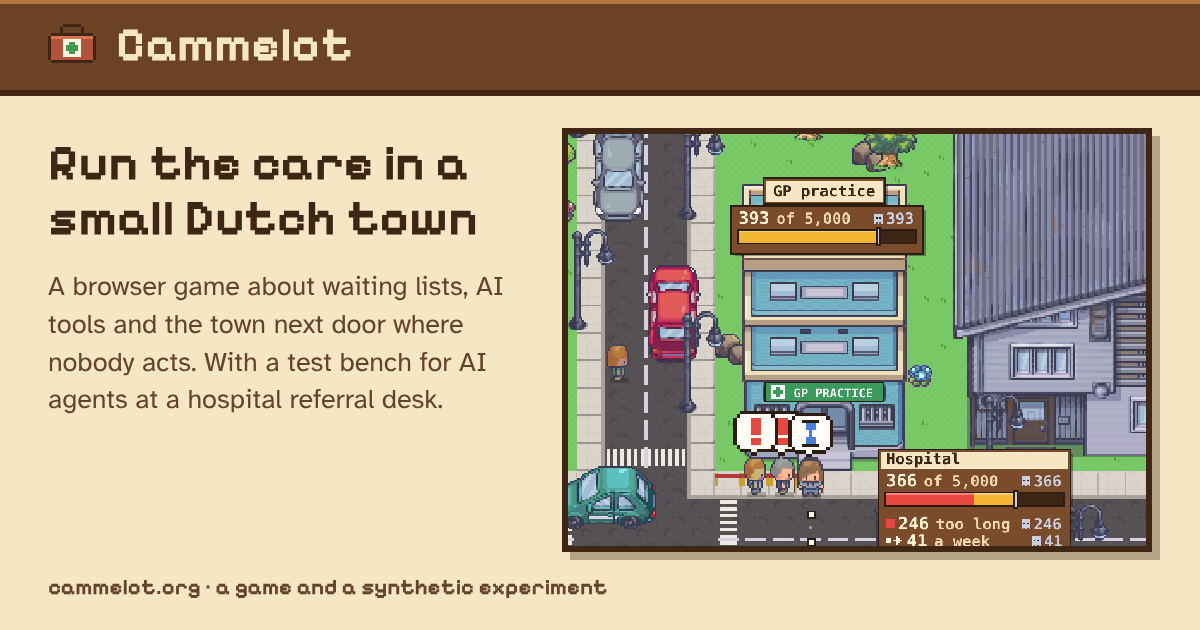 Cammelot
Run the care in a
small Dutch town
A browser game about waiting lists, AI
tools and the town next door where
nobody acts. With a test bench for AI
agents at a hospital referral desk.
GP practice
393 of 5,000 393
GP PRACTICE
Hospital
366 of 5,000 366
246 too long 246
41 a week 41
cammelot.org · a game and a synthetic experiment